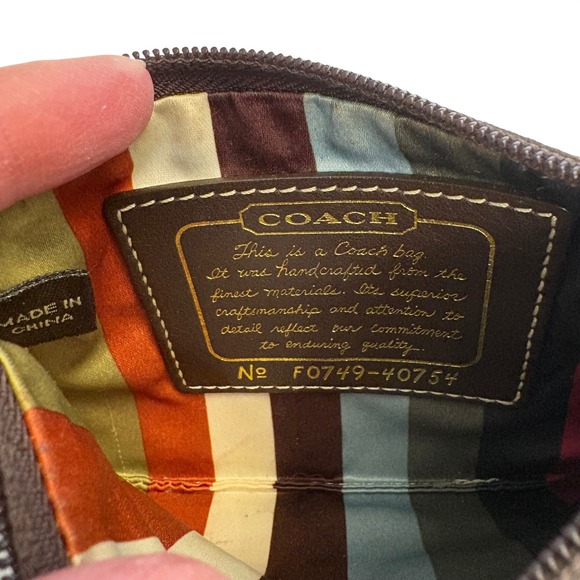 COACH
This is a Coach bag.
It was handcrafted from the
finest materials. Its superior
craftsmanship and attention to
detail reflect our commitment
to enduring quality.
No F0749-40754
MADE IN
CHINA